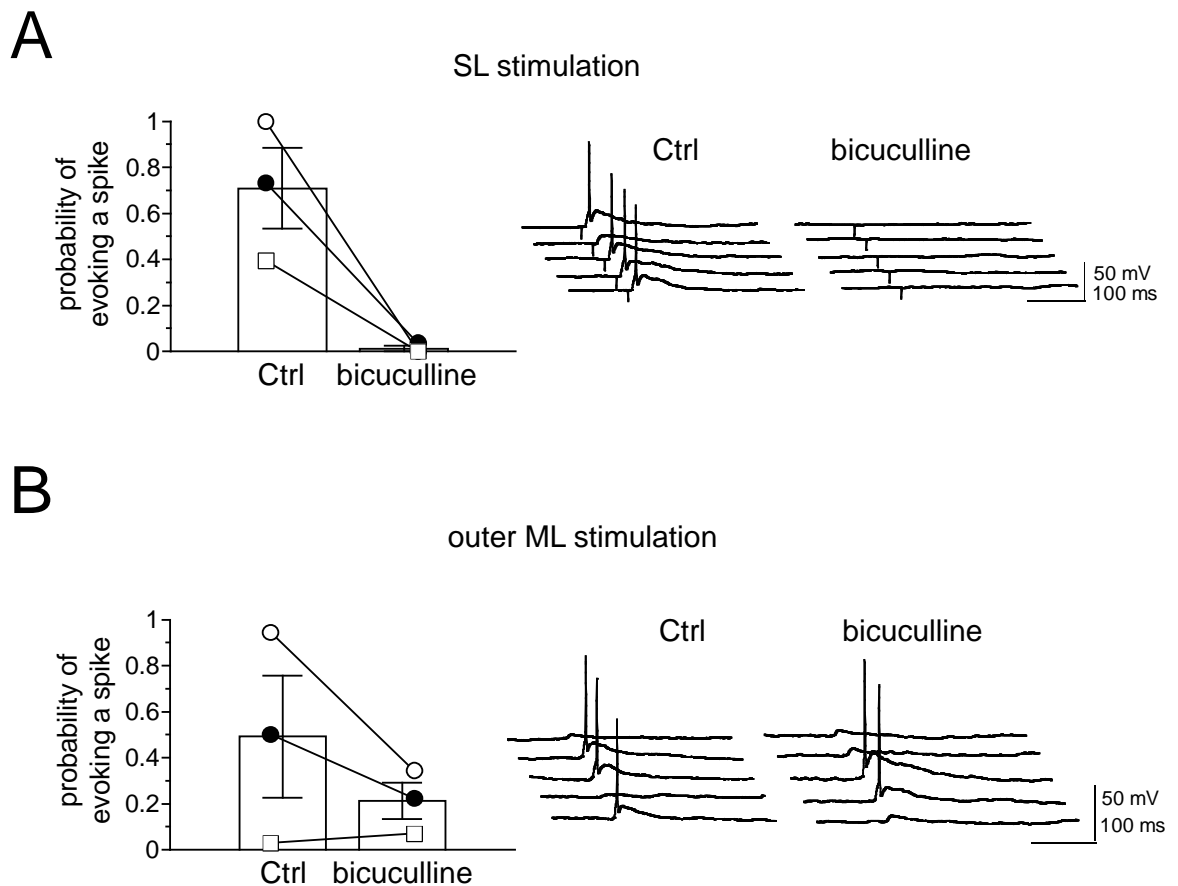 A
SL stimulation
probability of
evoking a spike
1
0.8
0.6
0.4
0.2
0
Ctrl bicuculline
Ctrl bicuculline
50 mV
100 ms
B
outer ML stimulation
probability of
evoking a spike
1
0.8
0.6
0.4
0.2
0
Ctrl bicuculline
Ctrl bicuculline
50 mV
100 ms